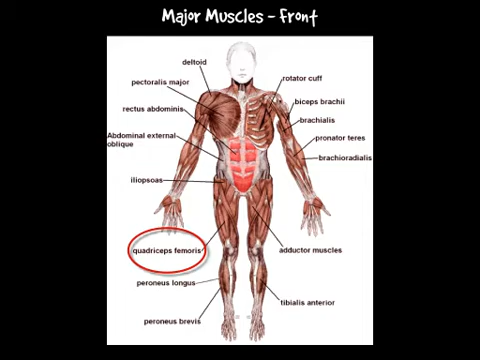 Major Muscles - Front
deltoid
pectoralis major
rotator cuff
rectus abdominis
biceps brachii
brachialis
Abdominal external
oblique
pronator teres
brachioradialis
iliopsoas
quadriceps femoris
adductor muscles
peroneus longus
tibialis anterior
peroneus brevis